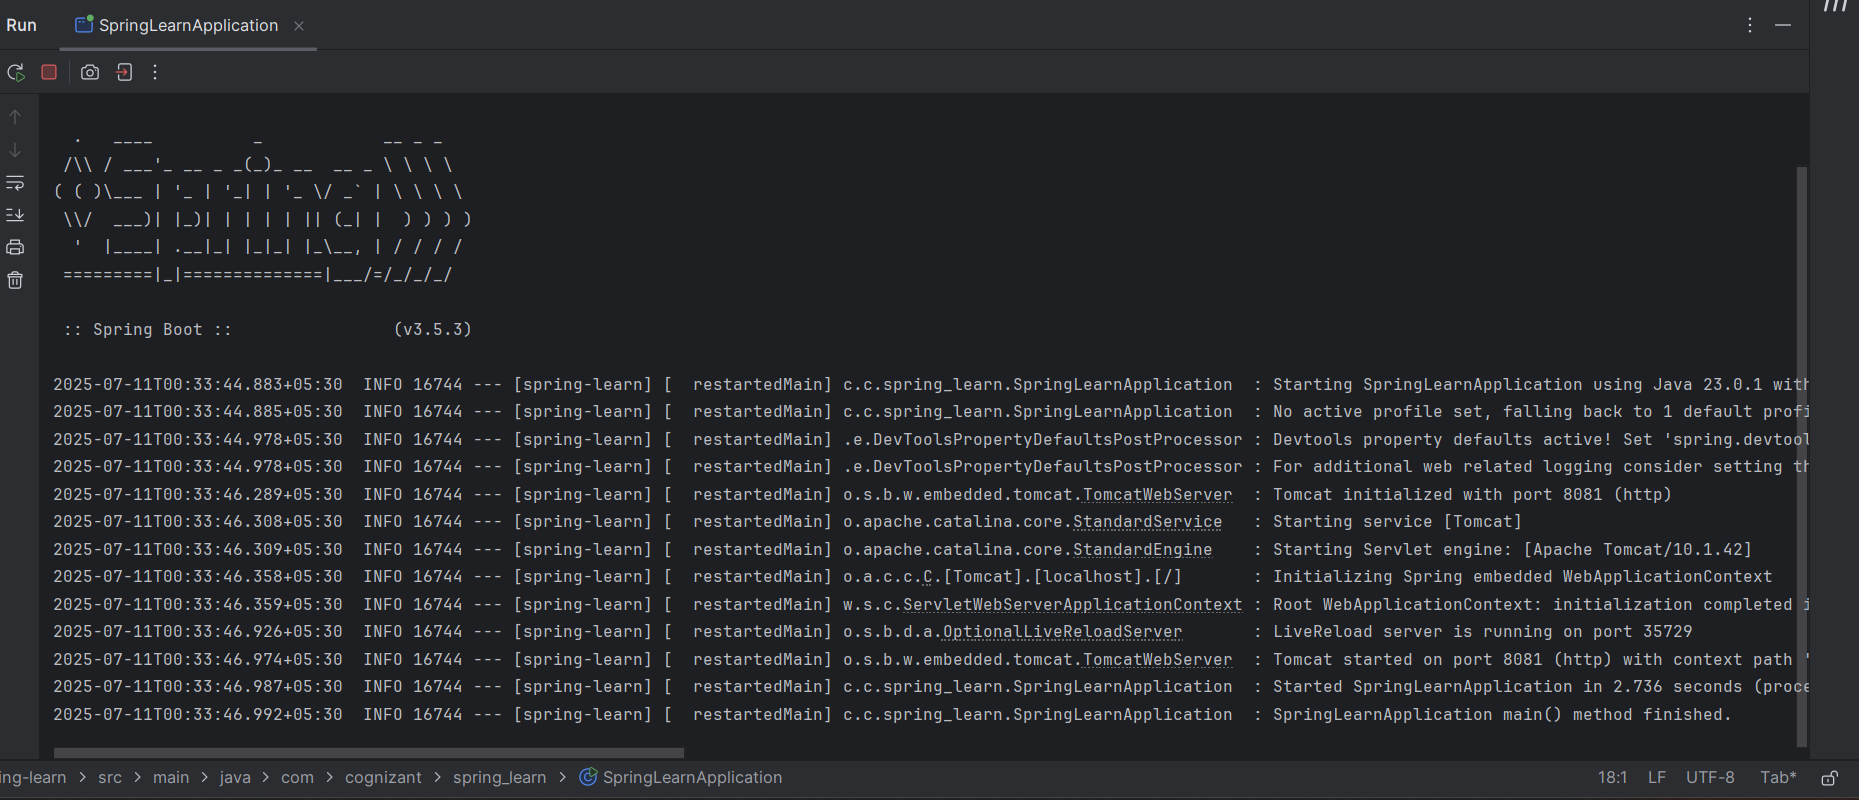 Run SpringLearnApplication
  .   ____          _            __ _ _
 /\\ / ___'_ __ _ _(_)_ __  __ _ \ \ \ \
( ( )\___ | '_ | '_| | '_ \/ _` | \ \ \ \
 \\/  ___)| |_)| | | | | || (_| |  ) ) ) )
  '  |____| .__|_| |_|_| |_\__, | / / / /
 =========|_|==============|___/=/_/_/_/
 :: Spring Boot ::                (v3.5.3)
2025-07-11T00:33:44.883+05:30  INFO 16744 --- [spring-learn] [  restartedMain] c.c.spring_learn.SpringLearnApplication  : Starting SpringLearnApplication using Java 23.0.1 with
2025-07-11T00:33:44.885+05:30  INFO 16744 --- [spring-learn] [  restartedMain] c.c.spring_learn.SpringLearnApplication  : No active profile set, falling back to 1 default profi
2025-07-11T00:33:44.978+05:30  INFO 16744 --- [spring-learn] [  restartedMain] .e.DevToolsPropertyDefaultsPostProcessor : Devtools property defaults active! Set 'spring.devtool
2025-07-11T00:33:44.978+05:30  INFO 16744 --- [spring-learn] [  restartedMain] .e.DevToolsPropertyDefaultsPostProcessor : For additional web related logging consider setting th
2025-07-11T00:33:46.289+05:30  INFO 16744 --- [spring-learn] [  restartedMain] o.s.b.w.embedded.tomcat.TomcatWebServer  : Tomcat initialized with port 8081 (http)
2025-07-11T00:33:46.308+05:30  INFO 16744 --- [spring-learn] [  restartedMain] o.apache.catalina.core.StandardService   : Starting service [Tomcat]
2025-07-11T00:33:46.309+05:30  INFO 16744 --- [spring-learn] [  restartedMain] o.apache.catalina.core.StandardEngine    : Starting Servlet engine: [Apache Tomcat/10.1.42]
2025-07-11T00:33:46.358+05:30  INFO 16744 --- [spring-learn] [  restartedMain] o.a.c.c.C.[Tomcat].[localhost].[/]       : Initializing Spring embedded WebApplicationContext
2025-07-11T00:33:46.359+05:30  INFO 16744 --- [spring-learn] [  restartedMain] w.s.c.ServletWebServerApplicationContext : Root WebApplicationContext: initialization completed i
2025-07-11T00:33:46.926+05:30  INFO 16744 --- [spring-learn] [  restartedMain] o.s.b.d.a.OptionalLiveReloadServer       : LiveReload server is running on port 35729
2025-07-11T00:33:46.974+05:30  INFO 16744 --- [spring-learn] [  restartedMain] o.s.b.w.embedded.tomcat.TomcatWebServer  : Tomcat started on port 8081 (http) with context path '
2025-07-11T00:33:46.987+05:30  INFO 16744 --- [spring-learn] [  restartedMain] c.c.spring_learn.SpringLearnApplication  : Started SpringLearnApplication in 2.736 seconds (proce
2025-07-11T00:33:46.992+05:30  INFO 16744 --- [spring-learn] [  restartedMain] c.c.spring_learn.SpringLearnApplication  : SpringLearnApplication main() method finished.
ing-learn > src > main > java > com > cognizant > spring_learn > SpringLearnApplication 18:1 LF UTF-8 Tab*